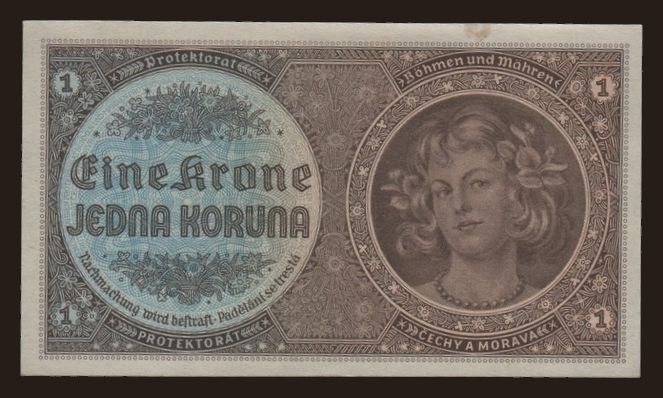 1
Protektorat
Böhmen und Mähren
1
Eine Krone
JEDNA KORUNA
Nachmachung wird bestraft · Padělání se trestá
1
PROTEKTORÁT
ČECHY A MORAVA
1